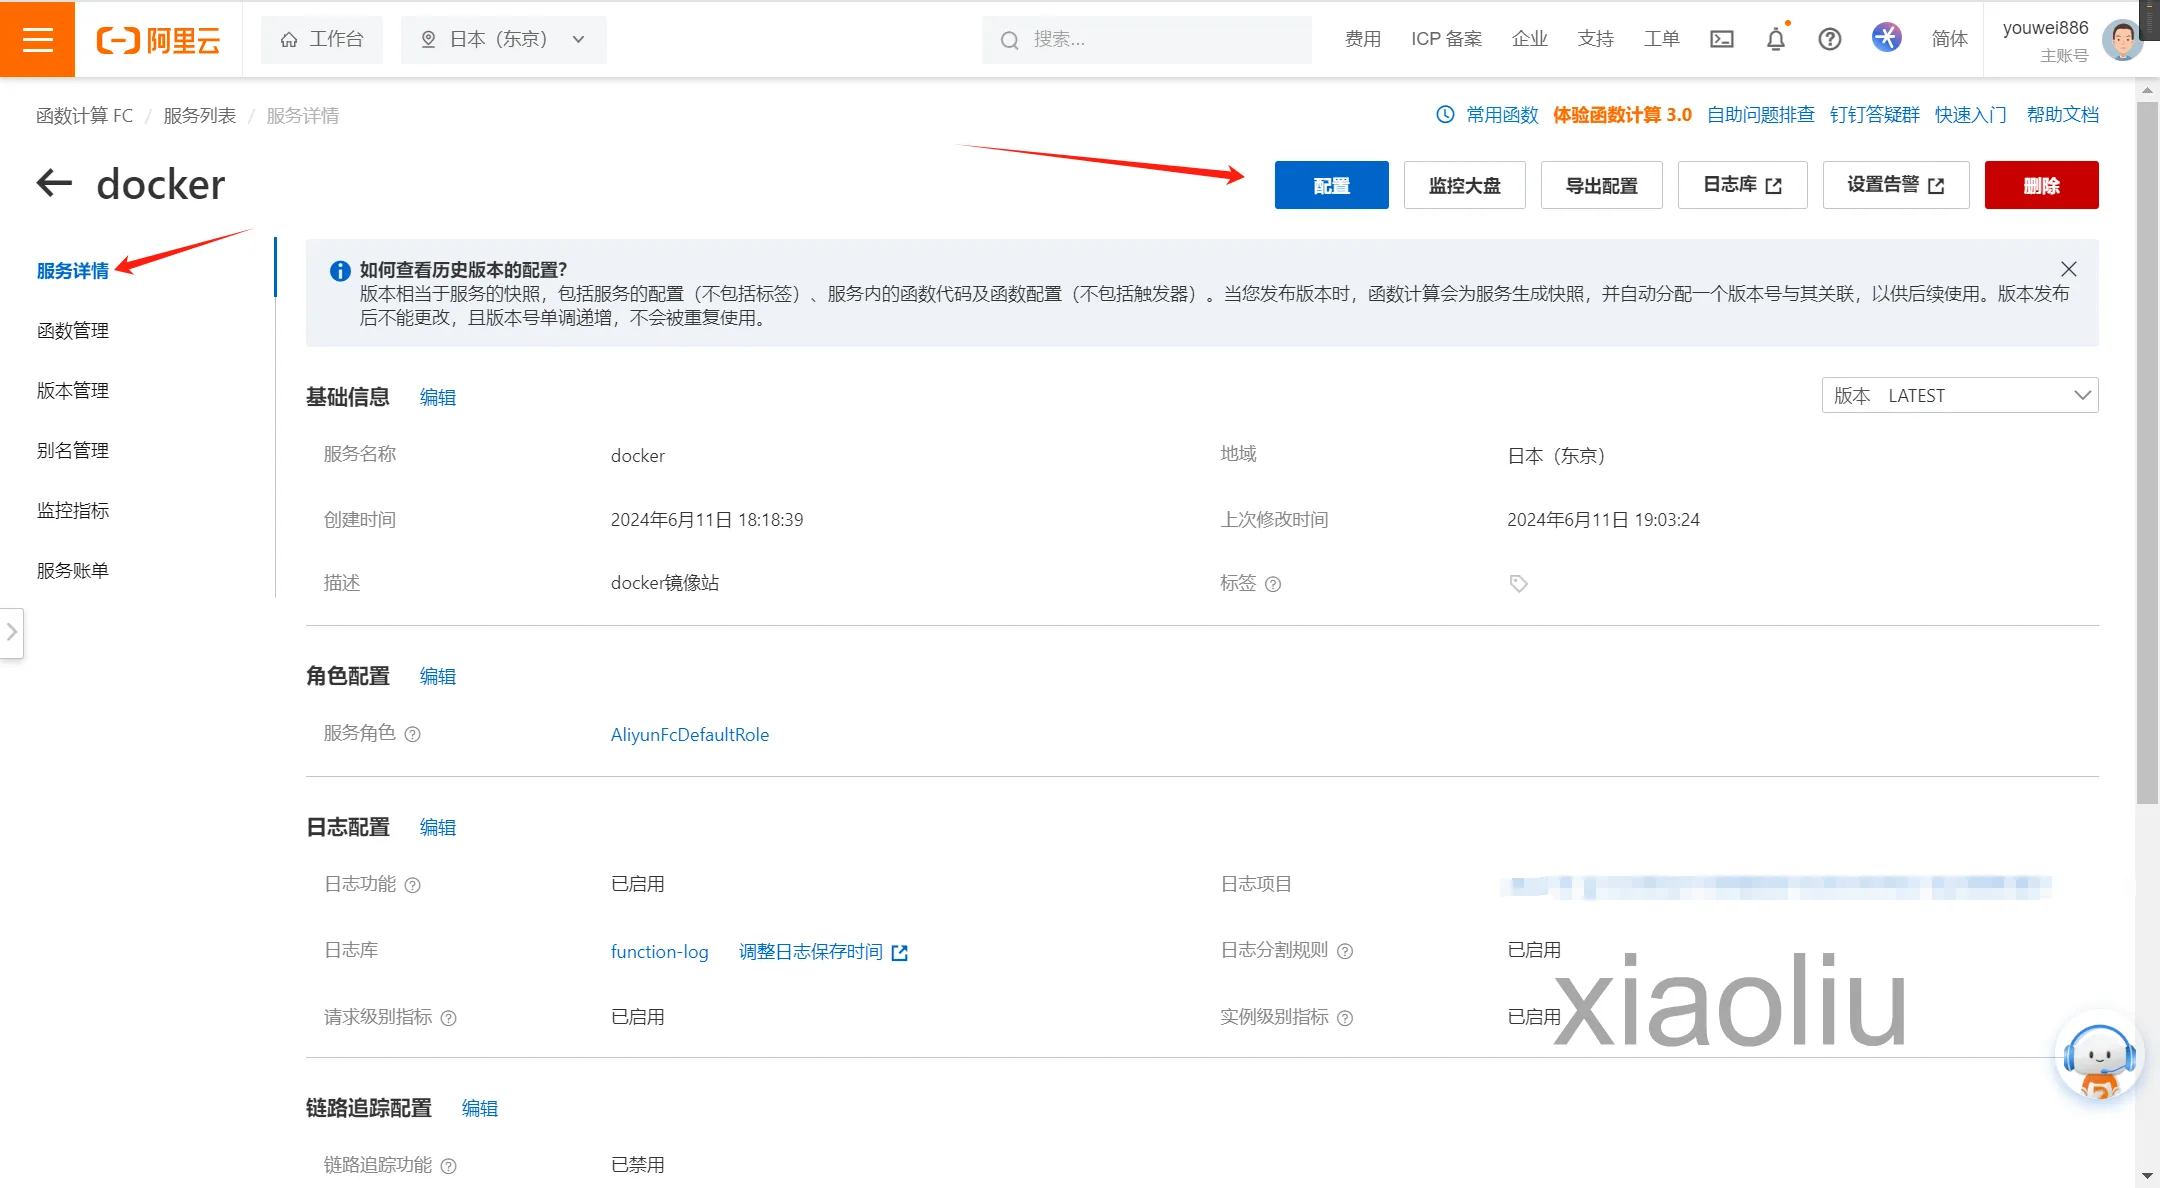 阿里云
工作台
日本（东京）
搜索...
费用
ICP 备案
企业
支持
工单
简体
youwei886
主账号
函数计算 FC / 服务列表 / 服务详情
常用函数
体验函数计算 3.0
自助问题排查
钉钉答疑群
快速入门
帮助文档
docker
配置
监控大盘
导出配置
日志库
设置告警
删除
服务详情
函数管理
版本管理
别名管理
监控指标
服务账单
如何查看历史版本的配置？
版本相当于服务的快照，包括服务的配置（不包括标签）、服务内的函数代码及函数配置（不包括触发器）。当您发布版本时，函数计算会为服务生成快照，并自动分配一个版本号与其关联，以供后续使用。版本发布
后不能更改，且版本号单调递增，不会被重复使用。
基础信息 编辑
版本 LATEST
服务名称 docker 地域 日本（东京）
创建时间 2024年6月11日 18:18:39 上次修改时间 2024年6月11日 19:03:24
描述 docker镜像站 标签
角色配置 编辑
服务角色 AliyunFcDefaultRole
日志配置 编辑
日志功能 已启用 日志项目
日志库 function-log 调整日志保存时间 日志分割规则 已启用
请求级别指标 已启用 实例级别指标 已启用
xiaoliu
链路追踪配置 编辑
链路追踪功能 已禁用